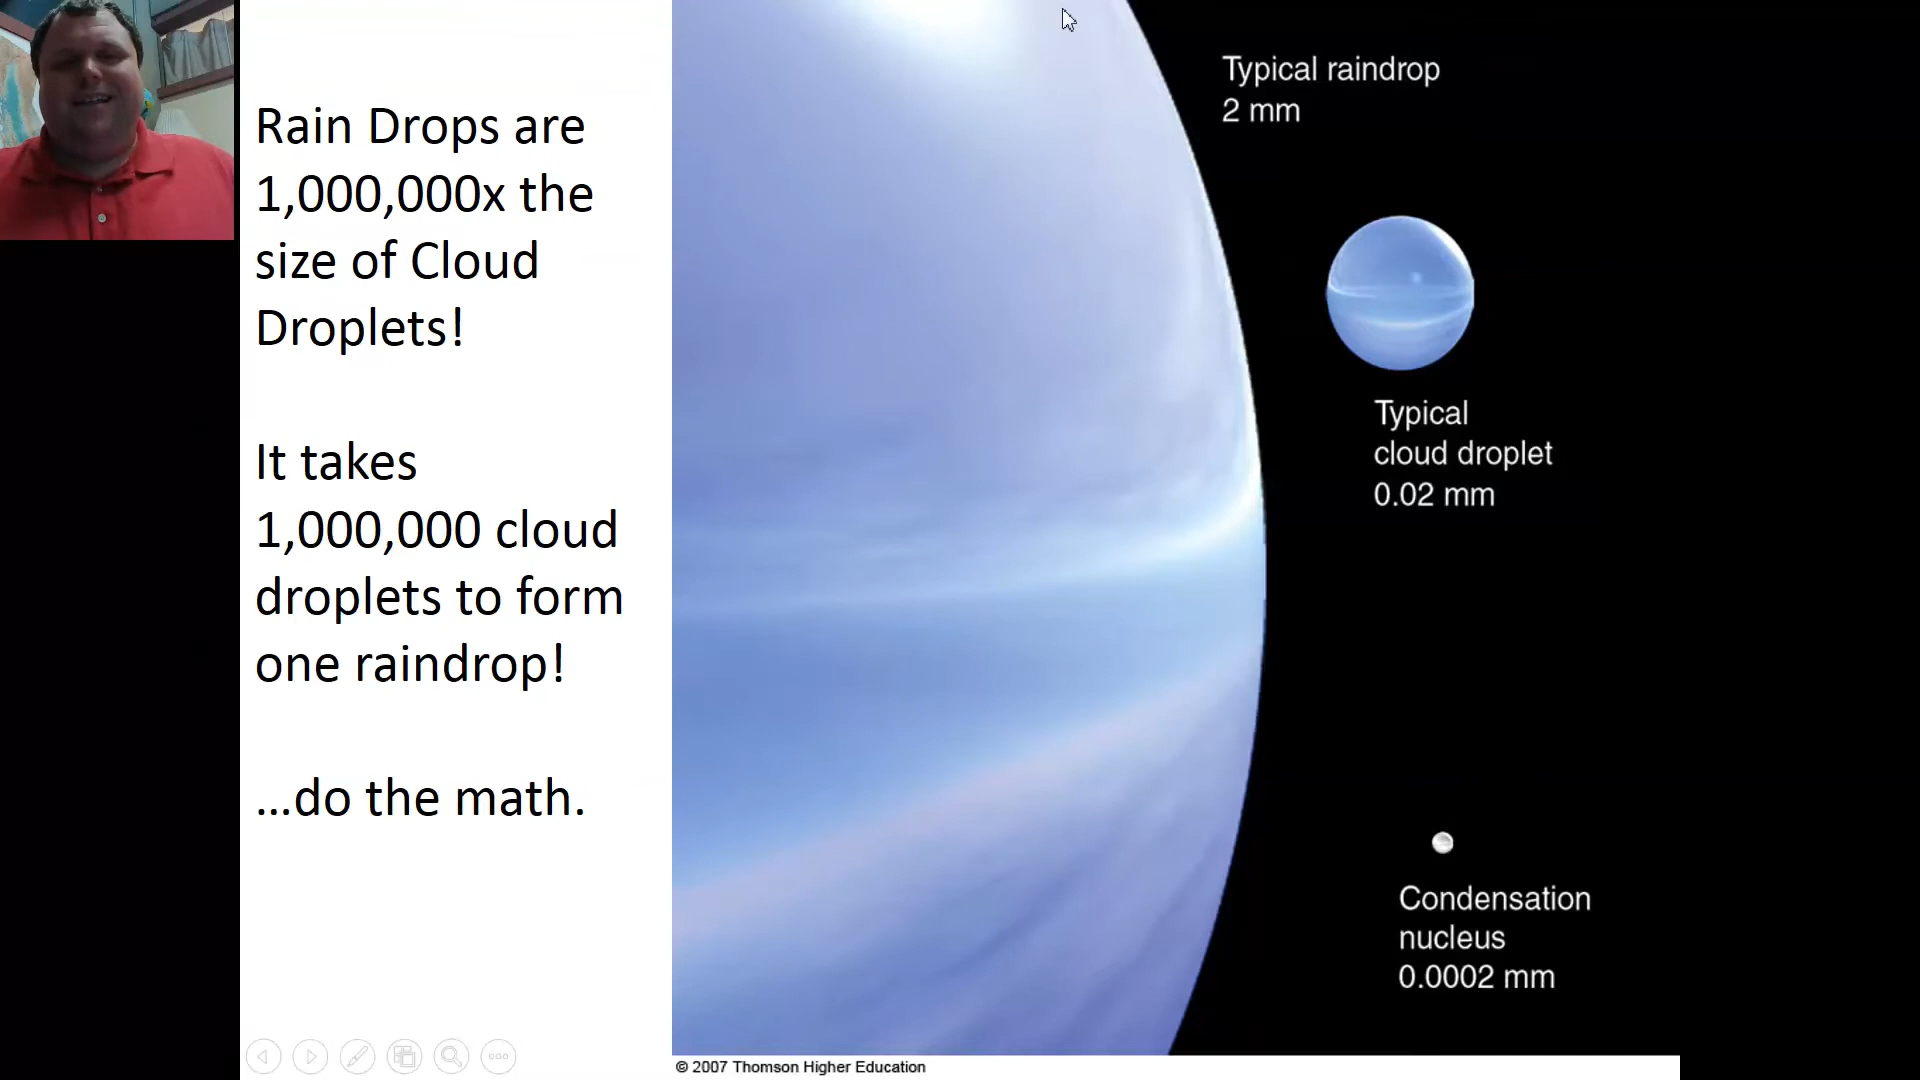 Rain Drops are
1,000,000x the
size of Cloud
Droplets!
It takes
1,000,000 cloud
droplets to form
one raindrop!
...do the math.
Typical raindrop
2 mm
Typical
cloud droplet
0.02 mm
Condensation
nucleus
0.0002 mm
© 2007 Thomson Higher Education